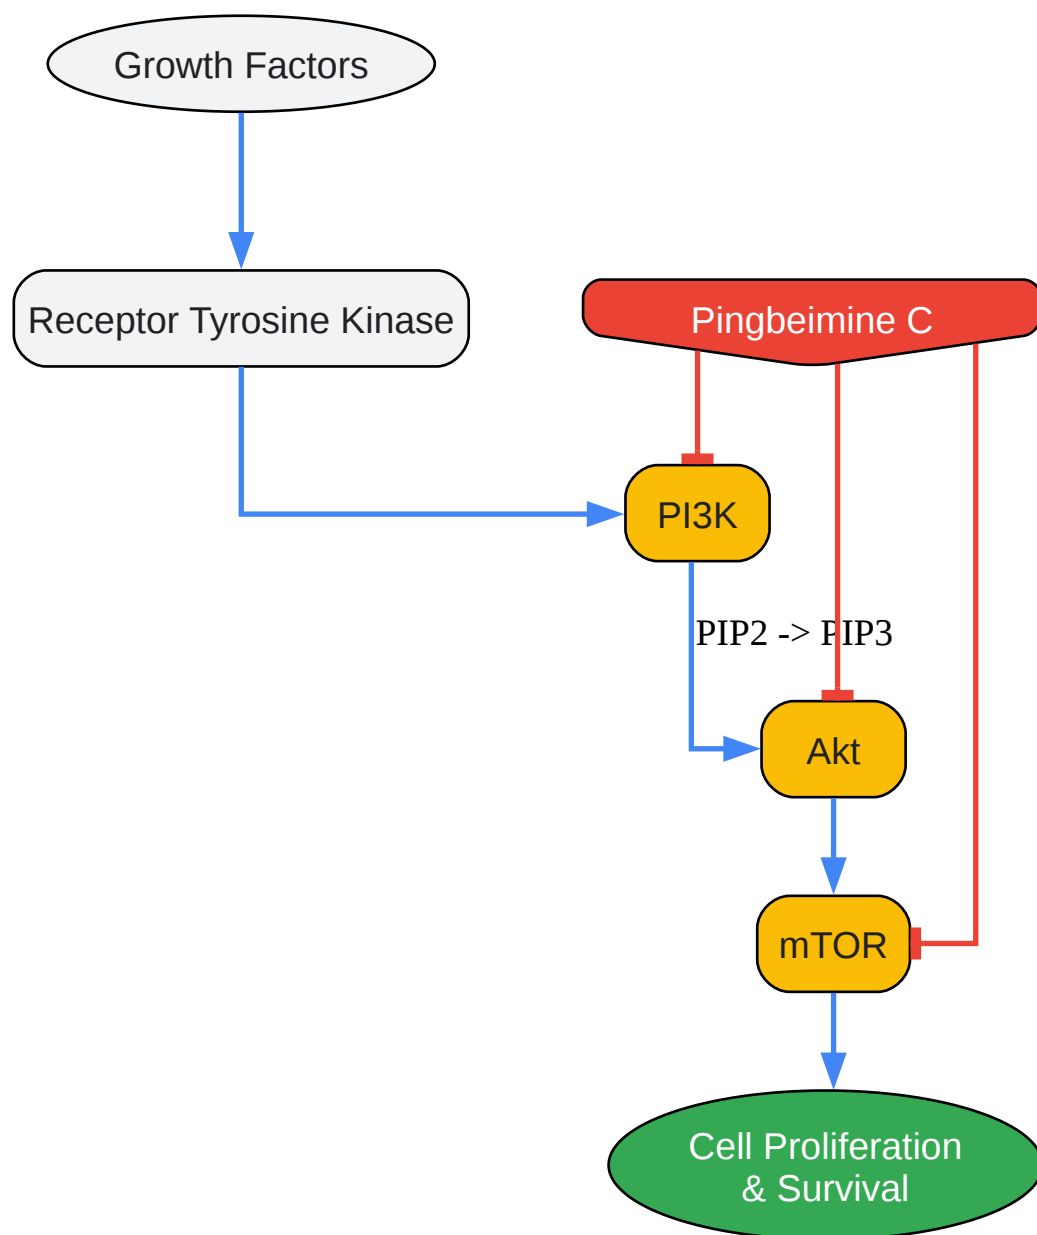 Growth Factors
Receptor Tyrosine Kinase
Pingbeimine C
PI3K
PIP2 -> PIP3
Akt
mTOR
Cell Proliferation
& Survival